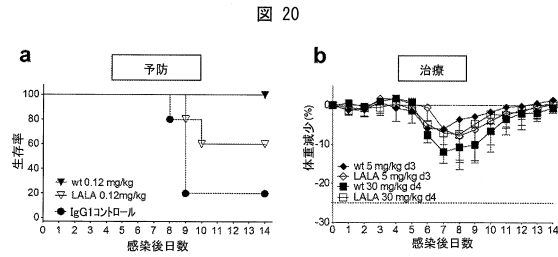 図 20
a
予防
生存率
100
80
60
40
20
0
wt 0.12 mg/kg
LALA 0.12mg/kg
IgG1コントロール
0 1 2 3 4 5 6 7 8 9 10 11 12 13 14
感染後日数
b
治療
体重減少(%)
0
-10
-20
-30
wt 5 mg/kg d3
LALA 5 mg/kg d3
wt 30 mg/kg d4
LALA 30 mg/kg d4
0 1 2 3 4 5 6 7 8 9 10 11 12 13 14
感染後日数